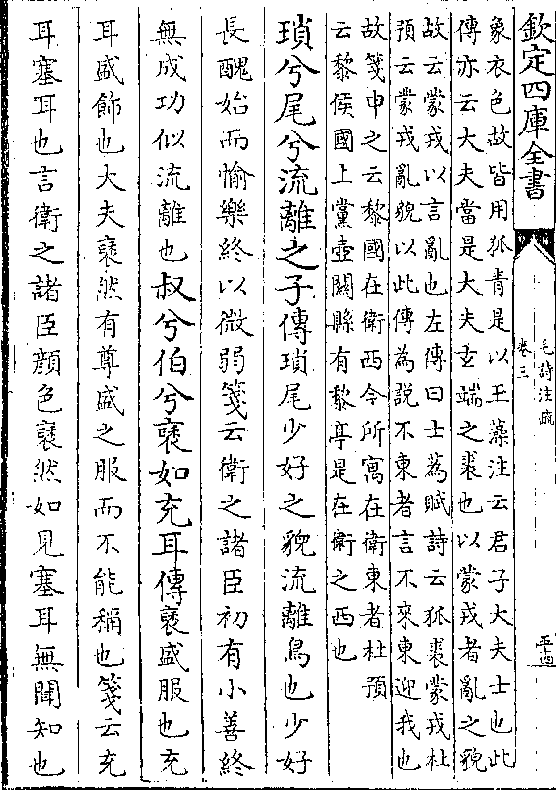 欽定四庫全書
毛詩注疏
卷三
五十四
象衣色故皆用狐青是以玉藻注云君子大夫士也此
傳亦云大夫當是大夫玄端之裘也以蒙戎者亂之貌
故云蒙戎以言亂也左傳曰士蔿賦詩云狐裘蒙戎杜
預云蒙戎亂貌以此傳為說不東者言不來東迎我也
故箋申之云黎國在衛西今所寓在衛東者杜預
云黎侯國上黨壺關縣有黎亭是在衛之西也
瑣兮尾兮流離之子傳瑣尾少好之貌流離鳥也少好
長醜始而愉樂終以微弱箋云衛之諸臣初有小善終
無成功似流離也叔兮伯兮褎如充耳傳褎盛服也充
耳盛飾也大夫褎然有尊盛之服而不能稱也箋云充
耳塞耳也言衛之諸臣顔色褎然如見塞耳無聞知也